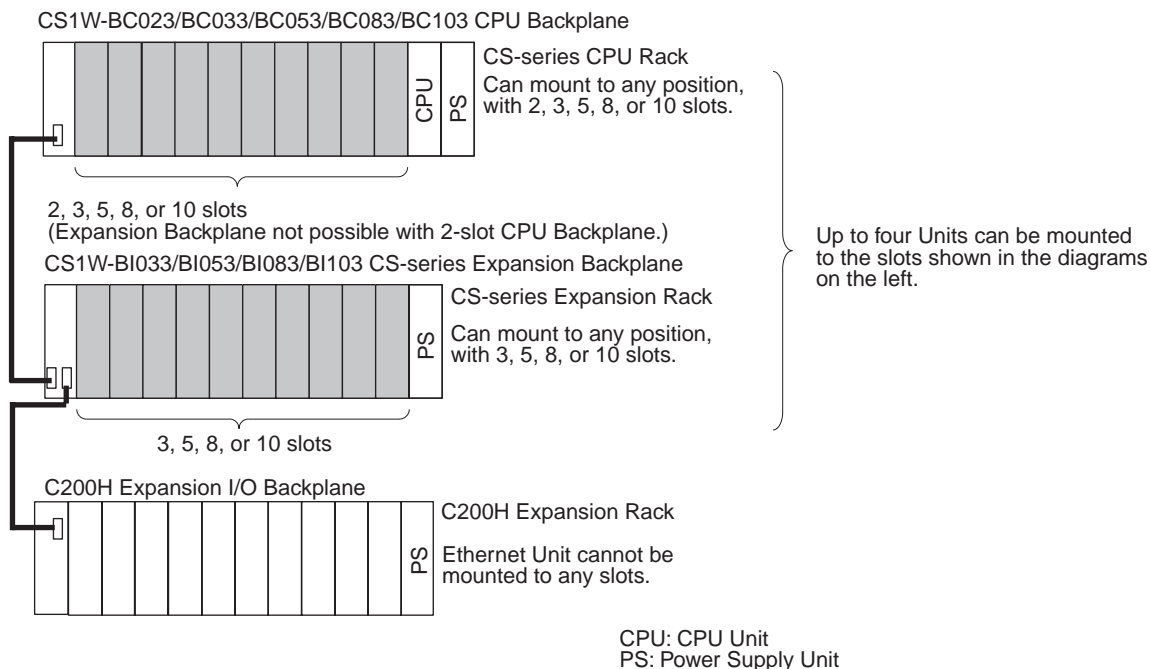 CS1W-BC023/BC033/BC053/BC083/BC103 CPU Backplane
CS-series CPU Rack
Can mount to any position,
with 2, 3, 5, 8, or 10 slots.
CPU
PS
2, 3, 5, 8, or 10 slots
(Expansion Backplane not possible with 2-slot CPU Backplane.)
CS1W-BI033/BI053/BI083/BI103 CS-series Expansion Backplane
CS-series Expansion Rack
Can mount to any position,
with 3, 5, 8, or 10 slots.
PS
3, 5, 8, or 10 slots
Up to four Units can be mounted
to the slots shown in the diagrams
on the left.
C200H Expansion I/O Backplane
C200H Expansion Rack
Ethernet Unit cannot be
mounted to any slots.
PS
CPU: CPU Unit
PS: Power Supply Unit